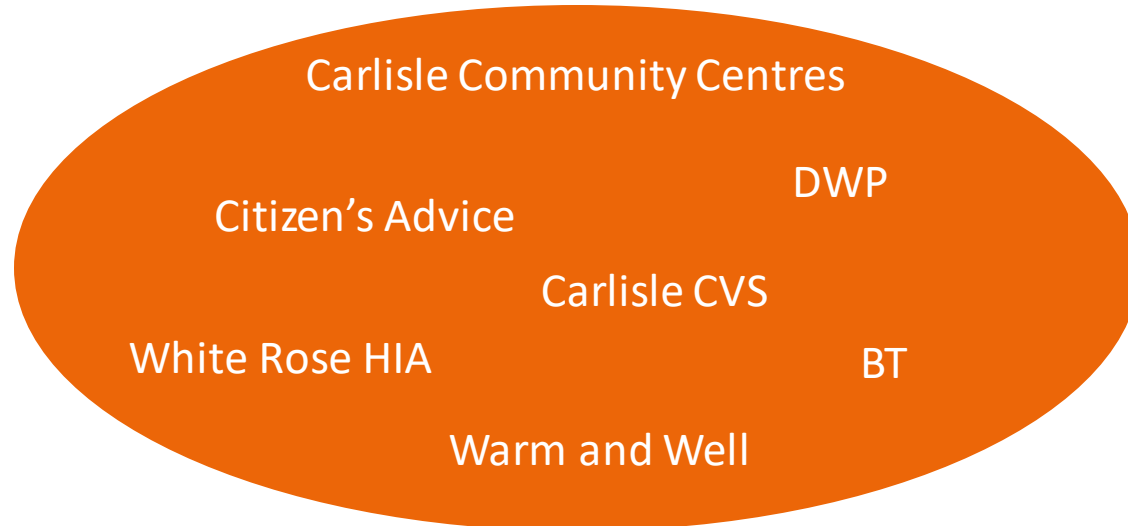 Carlisle Community Centres
DWP
Citizen’s Advice
Carlisle CVS
White Rose HIA
BT
Warm and Well